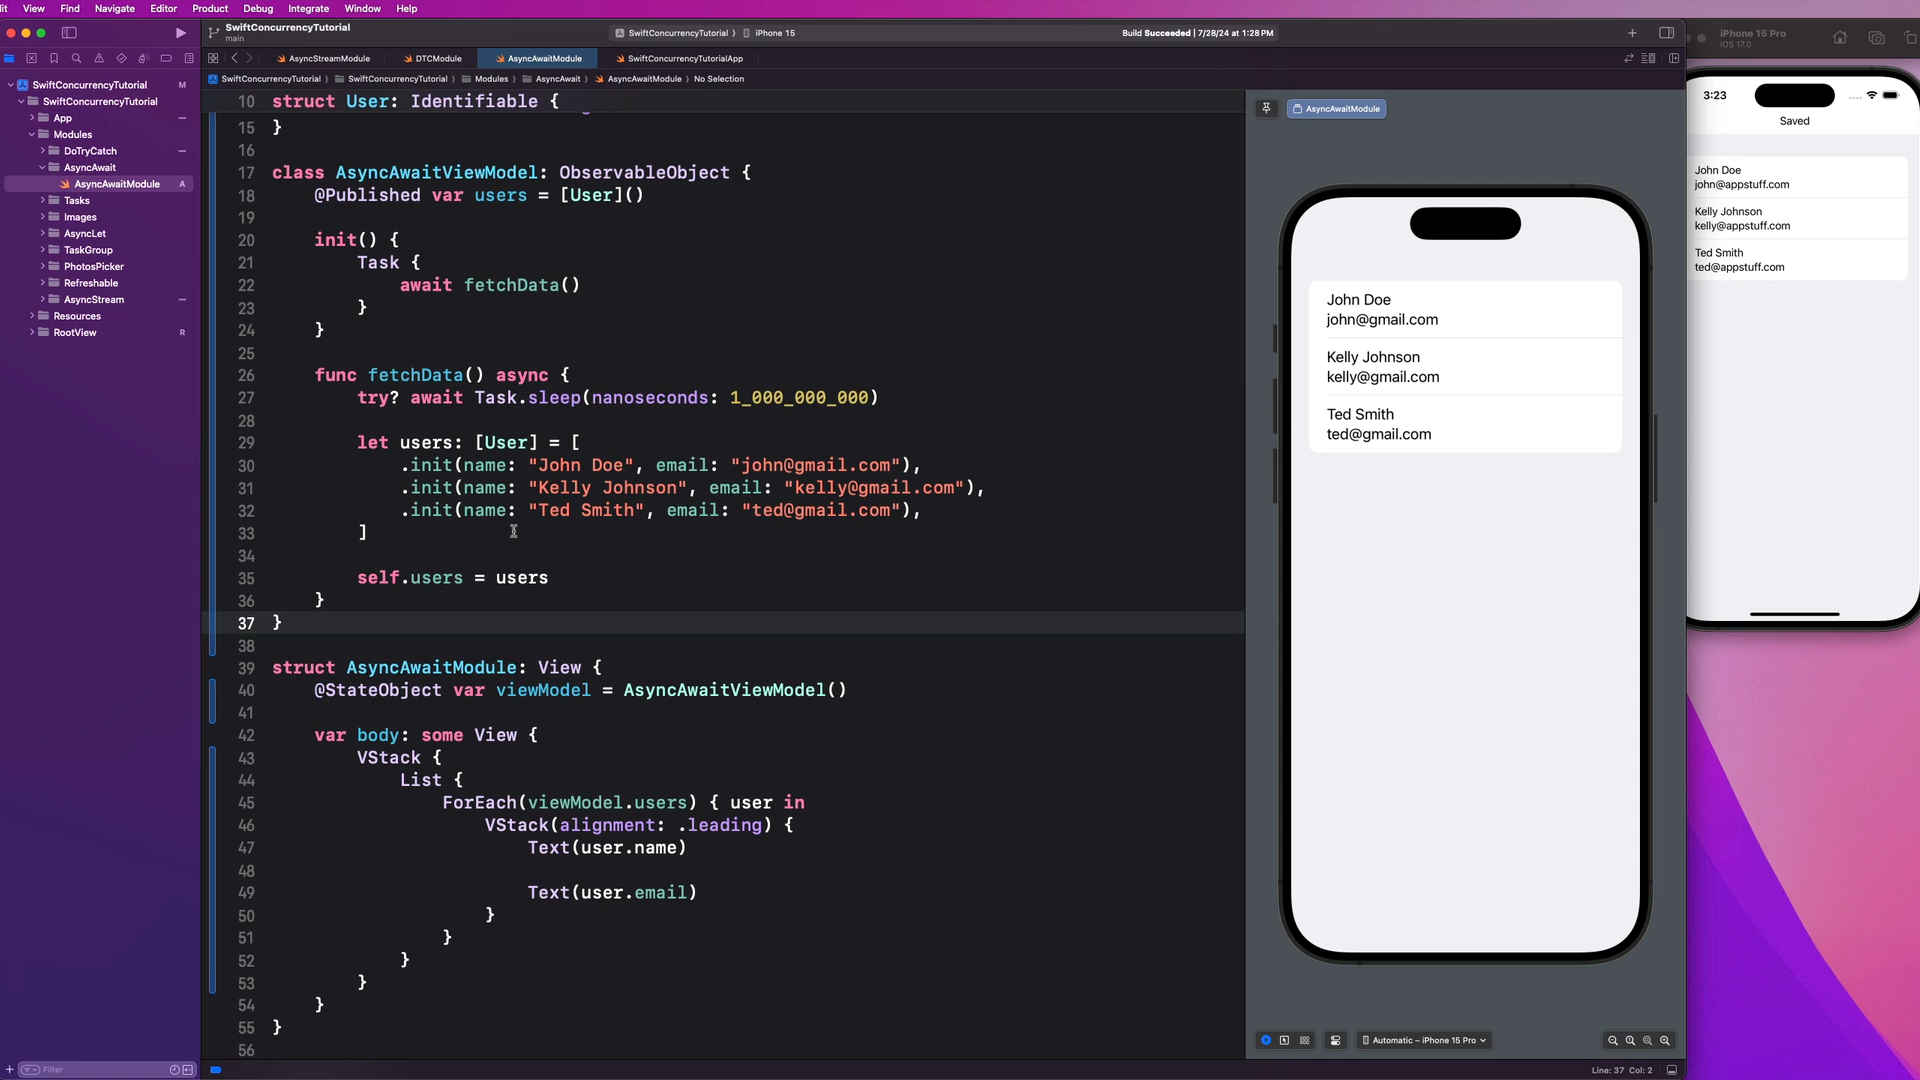 View Find Navigate Editor Product Debug Integrate Window Help
SwiftConcurrencyTutorial
main
SwiftConcurrencyTutorial 〉 iPhone 15
Build Succeeded | 7/28/24 at 1:28 PM
AsyncStreamModule DTCModule AsyncAwaitModule SwiftConcurrencyTutorialApp
SwiftConcurrencyTutorial 〉 SwiftConcurrencyTutorial 〉 Modules 〉 AsyncAwait 〉 AsyncAwaitModule 〉 No Selection
SwiftConcurrencyTutorial M
SwiftConcurrencyTutorial
App
Modules
DoTryCatch
AsyncAwait
AsyncAwaitModule A
Tasks
Images
AsyncLet
TaskGroup
PhotosPicker
Refreshable
AsyncStream
Resources
RootView R
Filter
10 struct User: Identifiable {
15 }
16
17 class AsyncAwaitViewModel: ObservableObject {
18 @Published var users = [User]()
19
20 init() {
21 Task {
22 await fetchData()
23 }
24 }
25
26 func fetchData() async {
27 try? await Task.sleep(nanoseconds: 1_000_000_000)
28
29 let users: [User] = [
30 .init(name: "John Doe", email: "john@gmail.com"),
31 .init(name: "Kelly Johnson", email: "kelly@gmail.com"),
32 .init(name: "Ted Smith", email: "ted@gmail.com"),
33 ]
34
35 self.users = users
36 }
37 }
38
39 struct AsyncAwaitModule: View {
40 @StateObject var viewModel = AsyncAwaitViewModel()
41
42 var body: some View {
43 VStack {
44 List {
45 ForEach(viewModel.users) { user in
46 VStack(alignment: .leading) {
47 Text(user.name)
48
49 Text(user.email)
50 }
51 }
52 }
53 }
54 }
55 }
56
AsyncAwaitModule
John Doe
john@gmail.com
Kelly Johnson
kelly@gmail.com
Ted Smith
ted@gmail.com
Automatic – iPhone 15 Pro
Line: 37 Col: 2
iPhone 15 Pro
iOS 17.0
3:23
Saved
John Doe
john@appstuff.com
Kelly Johnson
kelly@appstuff.com
Ted Smith
ted@appstuff.com